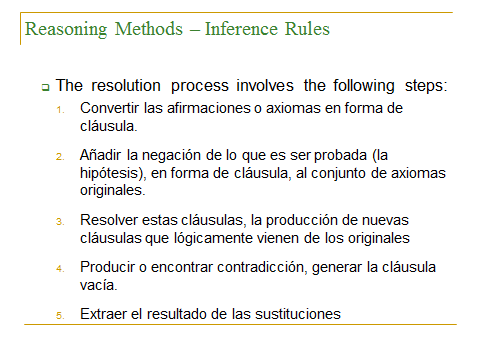 Reasoning Methods – Inference Rules
The resolution process involves the following steps:
1. Convertir las afirmaciones o axiomas en forma de
cláusula.
2. Añadir la negación de lo que es ser probada (la
hipótesis), en forma de cláusula, al conjunto de axiomas
originales.
3. Resolver estas cláusulas, la producción de nuevas
cláusulas que lógicamente vienen de los originales
4. Producir o encontrar contradicción, generar la cláusula
vacía.
5. Extraer el resultado de las sustituciones